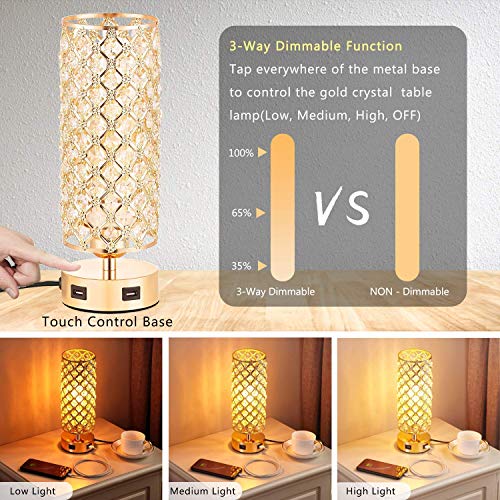 3-Way Dimmable Function
Tap everywhere of the metal base
to control the gold crystal table
lamp(Low, Medium, High, OFF)
100%
65%
35%
VS
3-Way Dimmable
NON - Dimmable
Touch Control Base
Low Light
Medium Light
High Light